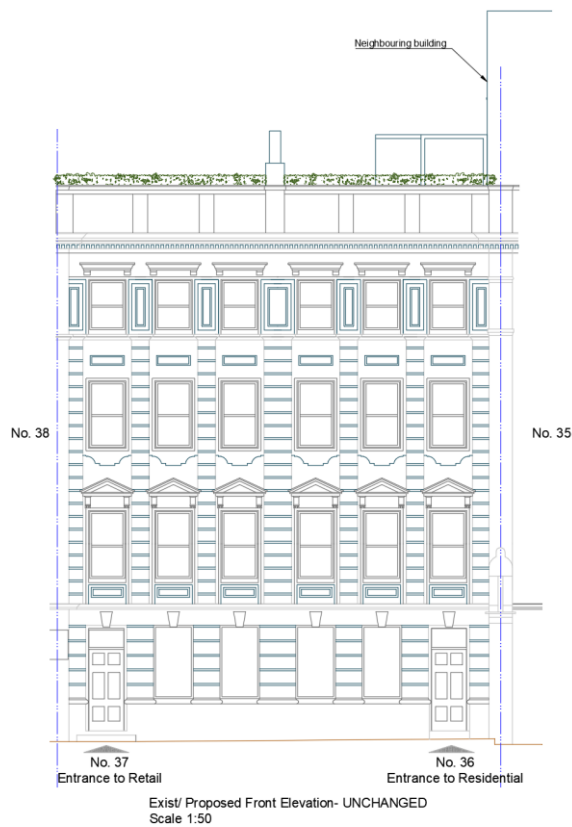 Neighbouring building
No. 38
No. 35
No. 37
Entrance to Retail
No. 36
Entrance to Residential
Exist/ Proposed Front Elevation- UNCHANGED
Scale 1:50